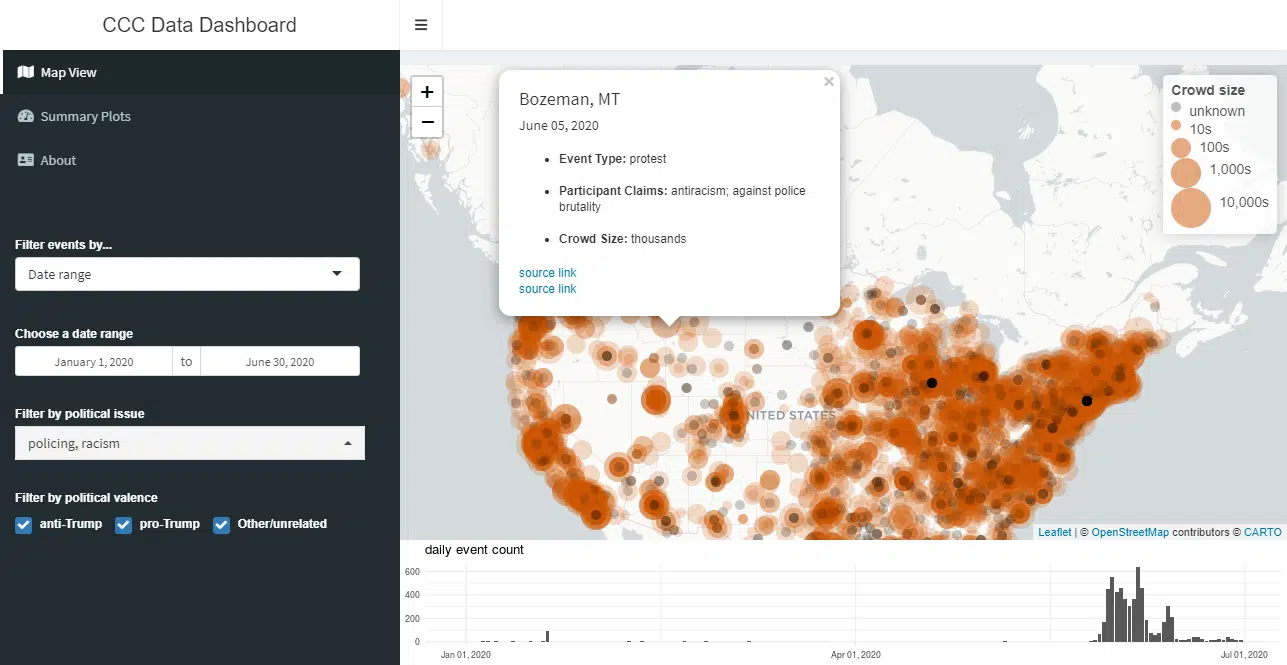 CCC Data Dashboard
Map View
Summary Plots
About
Filter events by...
Date range
Choose a date range
January 1, 2020 to June 30, 2020
Filter by political issue
policing, racism
Filter by political valence
anti-Trump pro-Trump Other/unrelated
+
−
Bozeman, MT
×
June 05, 2020
Event Type: protest
Participant Claims: antiracism; against police
brutality
Crowd Size: thousands
source link
source link
Crowd size
unknown
10s
100s
1,000s
10,000s
NITED STATES
Leaflet | © OpenStreetMap contributors © CARTO
daily event count
600
400
200
0
Jan 01, 2020 Apr 01, 2020 Jul 01, 2020